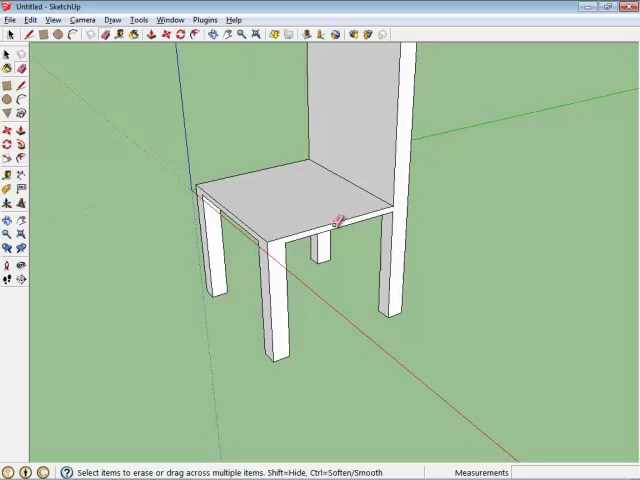 Untitled - SketchUp
File Edit View Camera Draw Tools Window Plugins Help
Select items to erase or drag across multiple items. Shift=Hide, Ctrl=Soften/Smooth Measurements